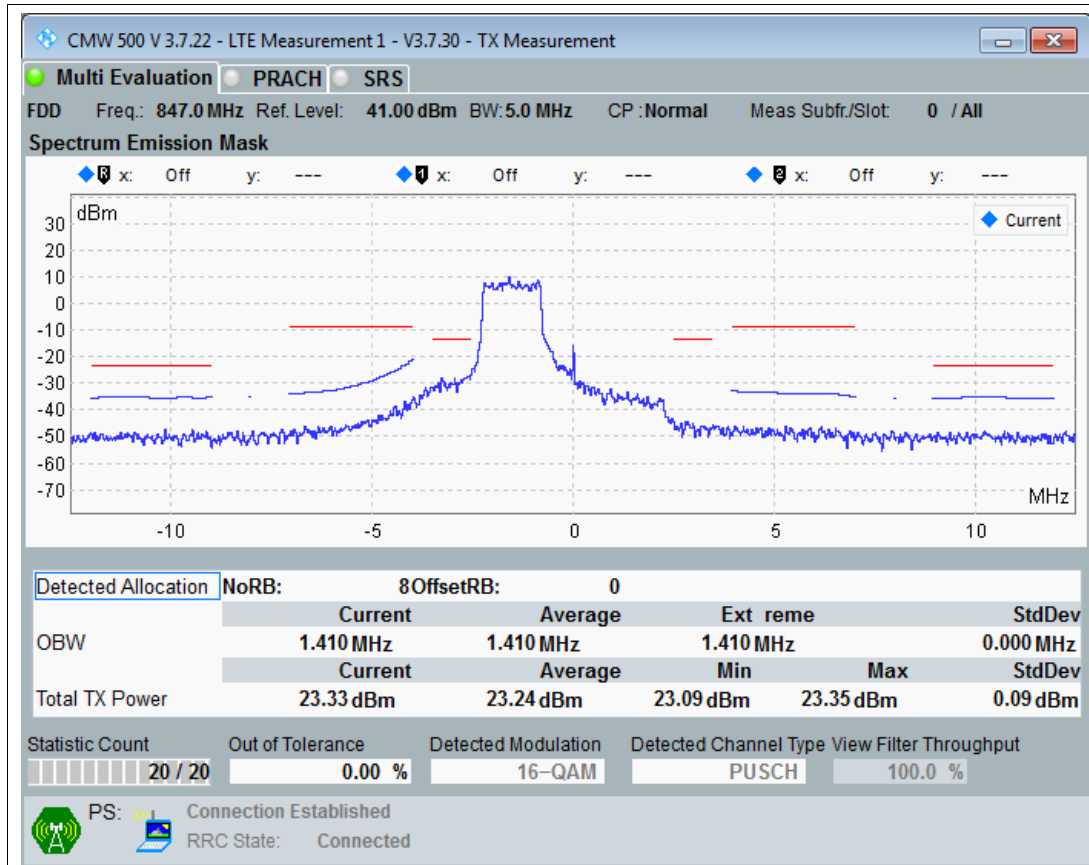 CMW 500 V 3.7.22 - LTE Measurement 1 - V3.7.30 - TX Measurement
Multi Evaluation PRACH SRS
FDD Freq.: 847.0 MHz Ref. Level: 41.00 dBm BW: 5.0 MHz CP : Normal Meas Subfr./Slot: 0 / All
Spectrum Emission Mask
R x: Off y: --- 1 x: Off y: --- 2 x: Off y: ---
dBm
Current
30
20
10
0
-10
-20
-30
-40
-50
-60
-70
MHz
-10 -5 0 5 10
Detected Allocation NoRB: 8 OffsetRB: 0
Current Average Ext reme StdDev
OBW 1.410 MHz 1.410 MHz 1.410 MHz 0.000 MHz
Current Average Min Max StdDev
Total TX Power 23.33 dBm 23.24 dBm 23.09 dBm 23.35 dBm 0.09 dBm
Statistic Count Out of Tolerance Detected Modulation Detected Channel Type View Filter Throughput
20 / 20 0.00 % 16-QAM PUSCH 100.0 %
PS: Connection Established
RRC State: Connected